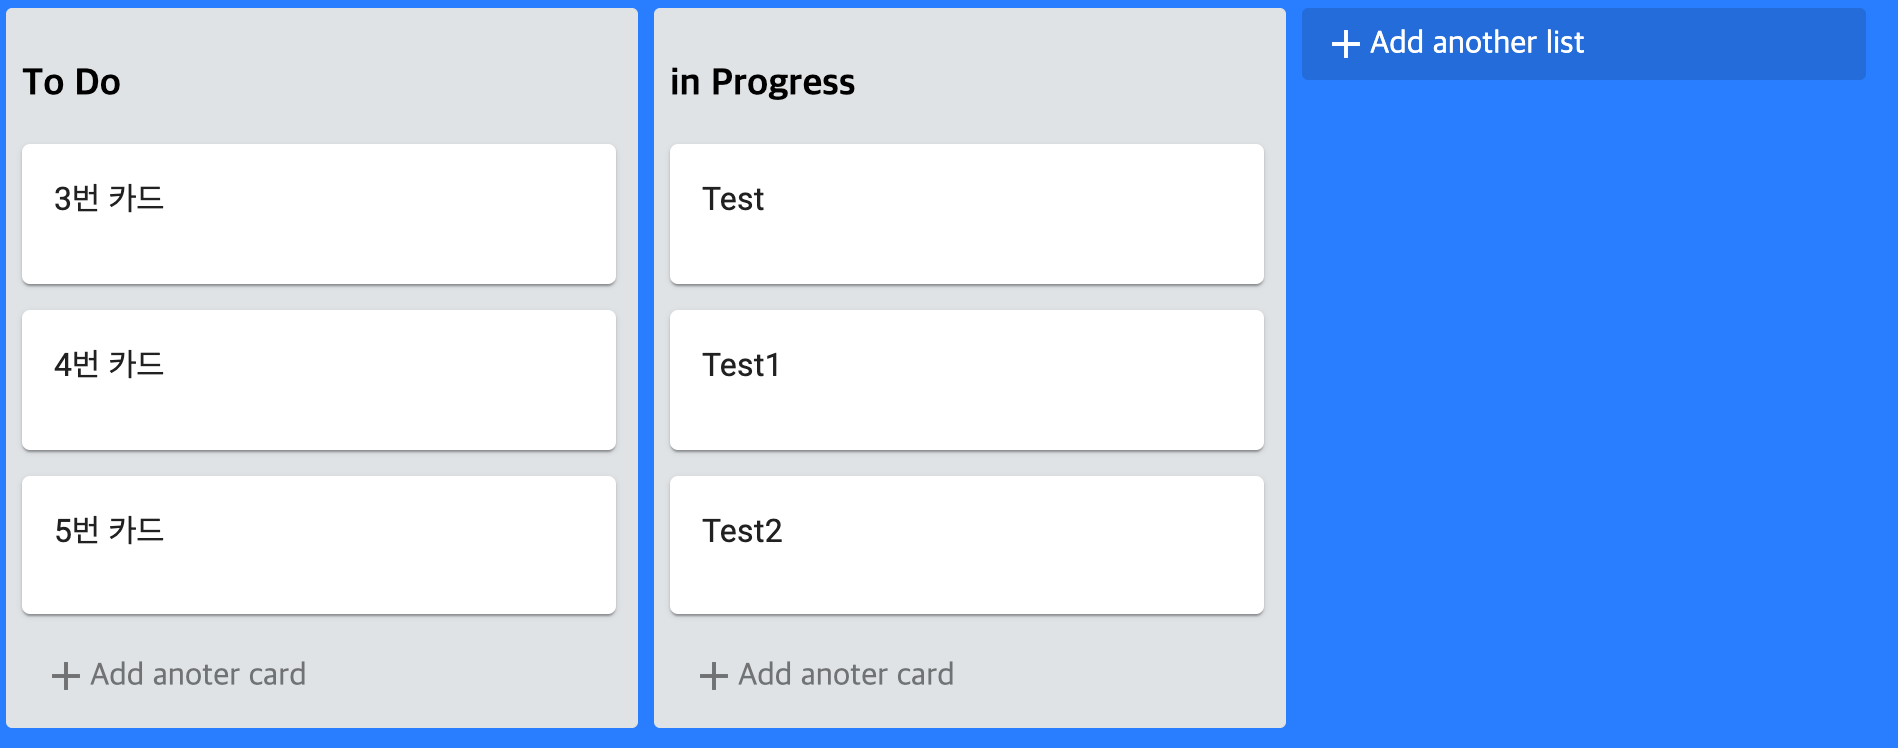 To Do
3번 카드
4번 카드
5번 카드
+ Add anoter card
in Progress
Test
Test1
Test2
+ Add anoter card
+ Add another list